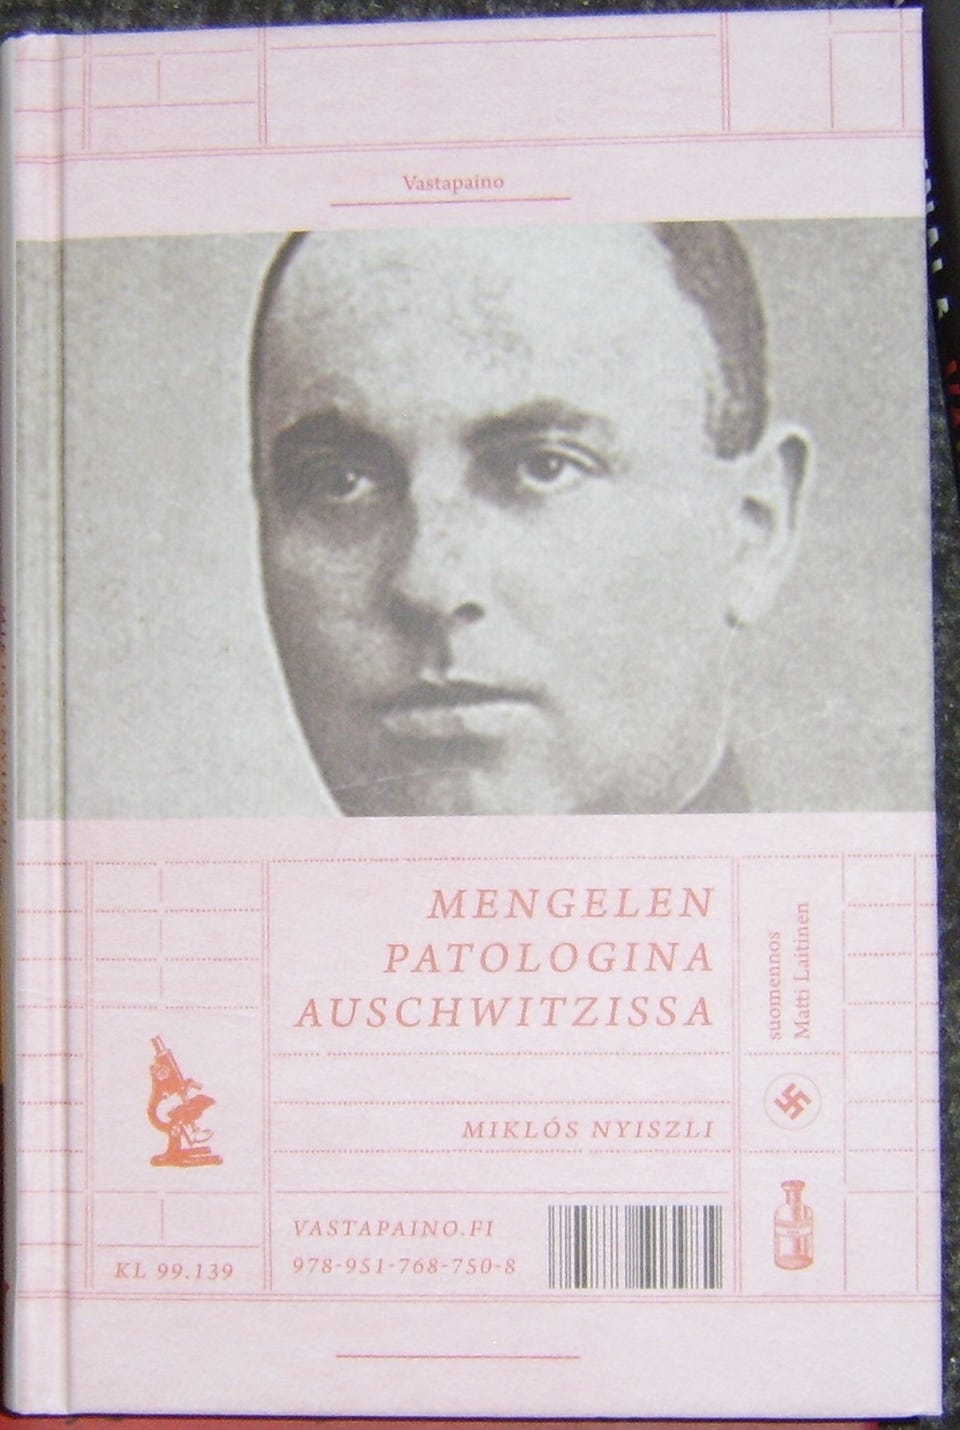 Vastapaino
MENGELEN
PATOLOGINA
AUSCHWITZISSA
suomennos
Matti Laitinen
MIKLÓS NYISZLI
VASTAPAINO.FI
978-951-768-750-8
KL 99.139